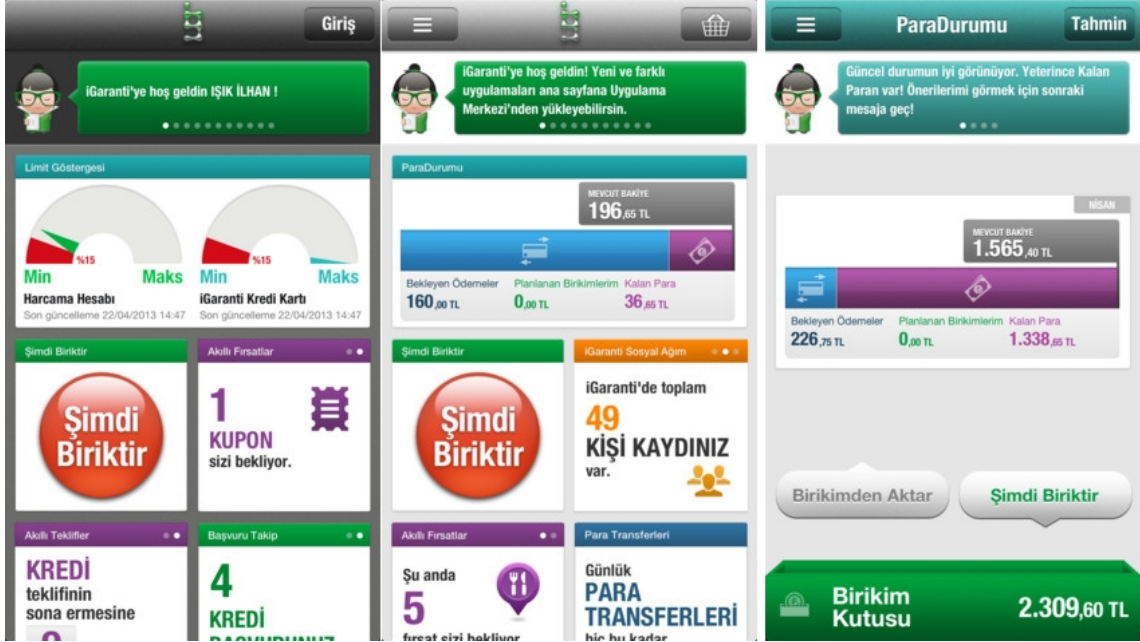 Giriş
iGaranti'ye hoş geldin IŞIK İLHAN !
Limit Göstergesi
%15
Min
Maks
Harcama Hesabı
Son güncelleme 22/04/2013 14:47
%15
Min
Maks
iGaranti Kredi Kartı
Son güncelleme 22/04/2013 14:47
Şimdi Biriktir
Şimdi
Biriktir
Akıllı Fırsatlar
1
KUPON
sizi bekliyor.
Akıllı Teklifler
KREDİ
teklifinin
sona ermesine
Başvuru Takip
4
KREDİ
BAŞVURUNUZ
iGaranti'ye hoş geldin! Yeni ve farklı
uygulamaları ana sayfana Uygulama
Merkezi'nden yükleyebilirsin.
ParaDurumu
MEVCUT BAKİYE
196,65 TL
Bekleyen Ödemeler
160,00 TL
Planlanan Birikimlerim
0,00 TL
Kalan Para
36,65 TL
Şimdi Biriktir
Şimdi
Biriktir
iGaranti Sosyal Ağım
iGaranti'de toplam
49
KİŞİ KAYDINIZ
var.
Akıllı Fırsatlar
Şu anda
5
fırsat sizi bekliyor
Para Transferleri
Günlük
PARA
TRANSFERLERİ
hiç bu kadar
ParaDurumu
Tahmin
Güncel durumun iyi görünüyor. Yeterince Kalan
Paran var! Önerilerimi görmek için sonraki
mesaja geç!
NİSAN
MEVCUT BAKİYE
1.565,40 TL
Bekleyen Ödemeler
226,75 TL
Planlanan Birikimlerim
0,00 TL
Kalan Para
1.338,65 TL
Birikimden Aktar
Şimdi Biriktir
Birikim
Kutusu
2.309,60 TL